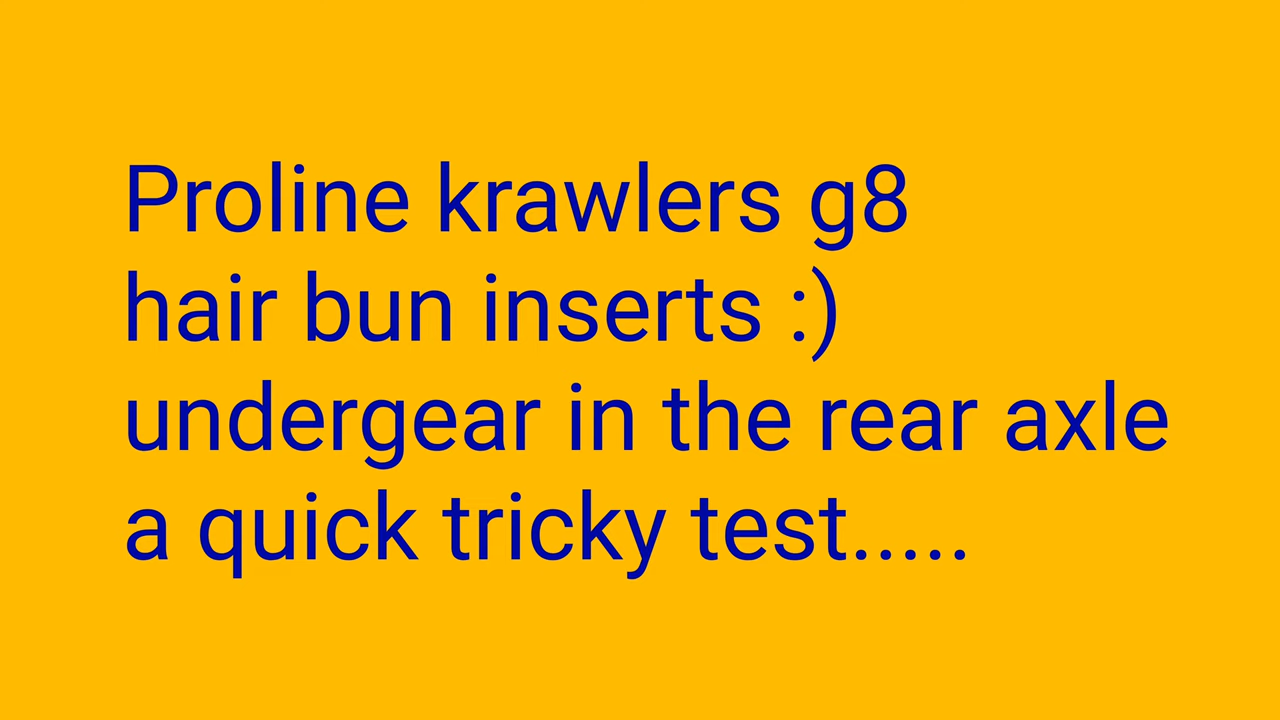 Proline krawlers g8
hair bun inserts :)
undergear in the rear axle
a quick tricky test.....